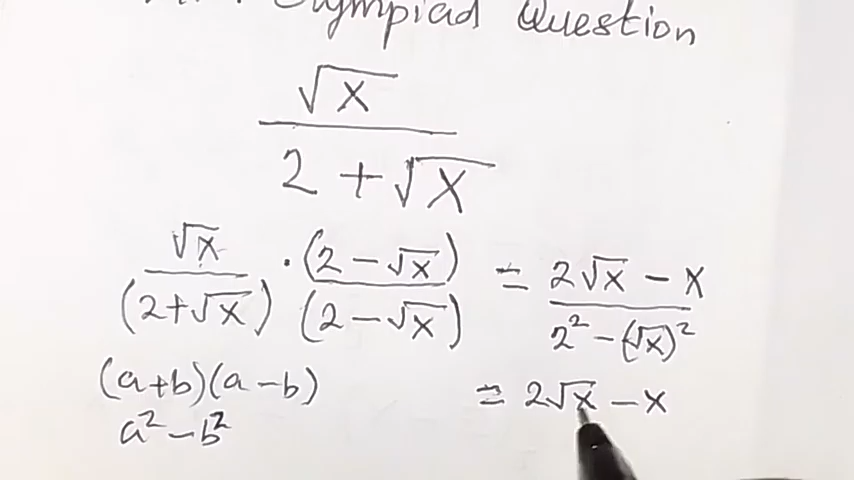 Olympiad Question
√x
2 + √x
√x / (2+√x) · (2 − √x) / (2 − √x) = 2√x − x / 2² − (√x)²
(a+b)(a−b)
= 2√x − x
a² − b²